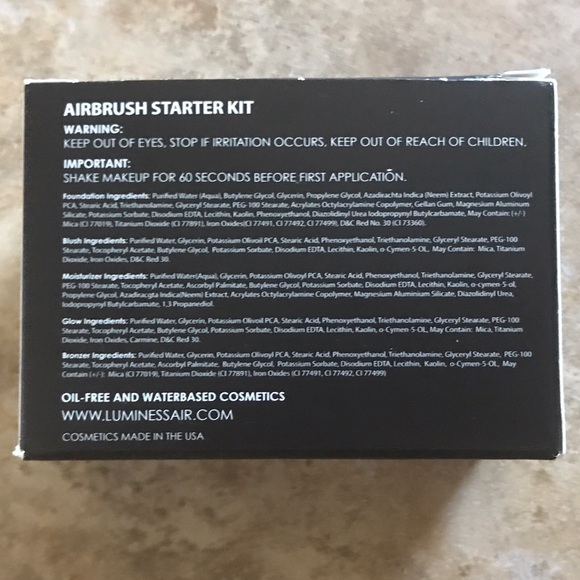 AIRBRUSH STARTER KIT
WARNING:
KEEP OUT OF EYES, STOP IF IRRITATION OCCURS, KEEP OUT OF REACH OF CHILDREN.
IMPORTANT:
SHAKE MAKEUP FOR 60 SECONDS BEFORE FIRST APPLICATION.
Foundation Ingredients: Purified Water (Aqua), Butylene Glycol, Glycerin, Propylene Glycol, Azadirachta Indica (Neem) Extract, Potassium Olivoyl
PCA, Stearic Acid, Triethanolamine, Glyceryl Stearate, PEG-100 Stearate, Acrylates Octylacrylamine Copolymer, Gellan Gum, Magnesium Aluminum
Silicate, Potassium Sorbate, Disodium EDTA, Lecithin, Kaolin, Phenoxyethanol, Diazolidinyl Urea Iodopropynyl Butylcarbamate, May Contain: (+/-)
Mica (CI 77019), Titanium Dioxide (CI 77891), Iron Oxides(CI 77491, CI 77492, CI 77499), D&C Red No. 30 (CI 73360).
Blush Ingredients: Purified Water, Glycerin, Potassium Olivoil PCA, Stearic Acid, Phenoxyethanol, Triethanolamine, Glyceryl Stearate, PEG-100
Stearate, Tocopheryl Acetate, Butylene Glycol, Potassium Sorbate, Disodium EDTA, Lecithin, Kaolin, o-Cymen-5-OL, May Contain: Mica, Titanium
Dioxide, Iron Oxides, D&C Red 30.
Moisturizer Ingredients: Purified Water(Aqua), Glycerin, Potassium Olivoyl PCA, Stearic Acid, Phenoxyethanol, Triethanolamine, Glyceryl Stearate,
PEG-100 Stearate, Tocopheryl Acetate, Ascorbyl Palmitate, Butylene Glycol, Potassium Sorbate, Disodium EDTA, Lecithin, Kaolin, o-cymen-5-ol,
Propylene Glycol, Azadiracgta Indica(Neem) Extract, Acrylates Octylacrylamine Copolymer, Magnesium Aluminium Silicate, Diazolidinyl Urea,
Iodopropynyl Butylcarbamate, 1,3 Propanediol.
Glow Ingredients: Purified Water, Glycerin, Potassium Olivoyl PCA, Stearic Acid, Phenoxyethanol, Triethanolamine, Glyceryl Stearate, PEG-100
Stearate, Tocopheryl Acetate, Butylene Glycol, Potassium Sorbate, Disodium EDTA, Lecithin, Kaolin, o-Cymen-5-OL, May Contain: Mica, Titanium
Dioxide, Iron Oxides, Carmine, D&C Red 30.
Bronzer Ingredients: Purified Water, Glycerin, Potassium Olivoyl PCA, Stearic Acid, Phenoxyethanol, Triethanolamine, Glyceryl Stearate, PEG-100
Stearate, Tocopheryl Acetate, Ascorbyl Palmitate, Butylene Glycol, Potassium Sorbate, Disodium EDTA, Lecithin, Kaolin, o-Cymen-5-OL, May
Contain (+/-): Mica (CI 77019), Titanium Dioxide (CI 77891), Iron Oxides (CI 77491, CI 77492, CI 77499)
OIL-FREE AND WATERBASED COSMETICS
WWW.LUMINESSAIR.COM
COSMETICS MADE IN THE USA